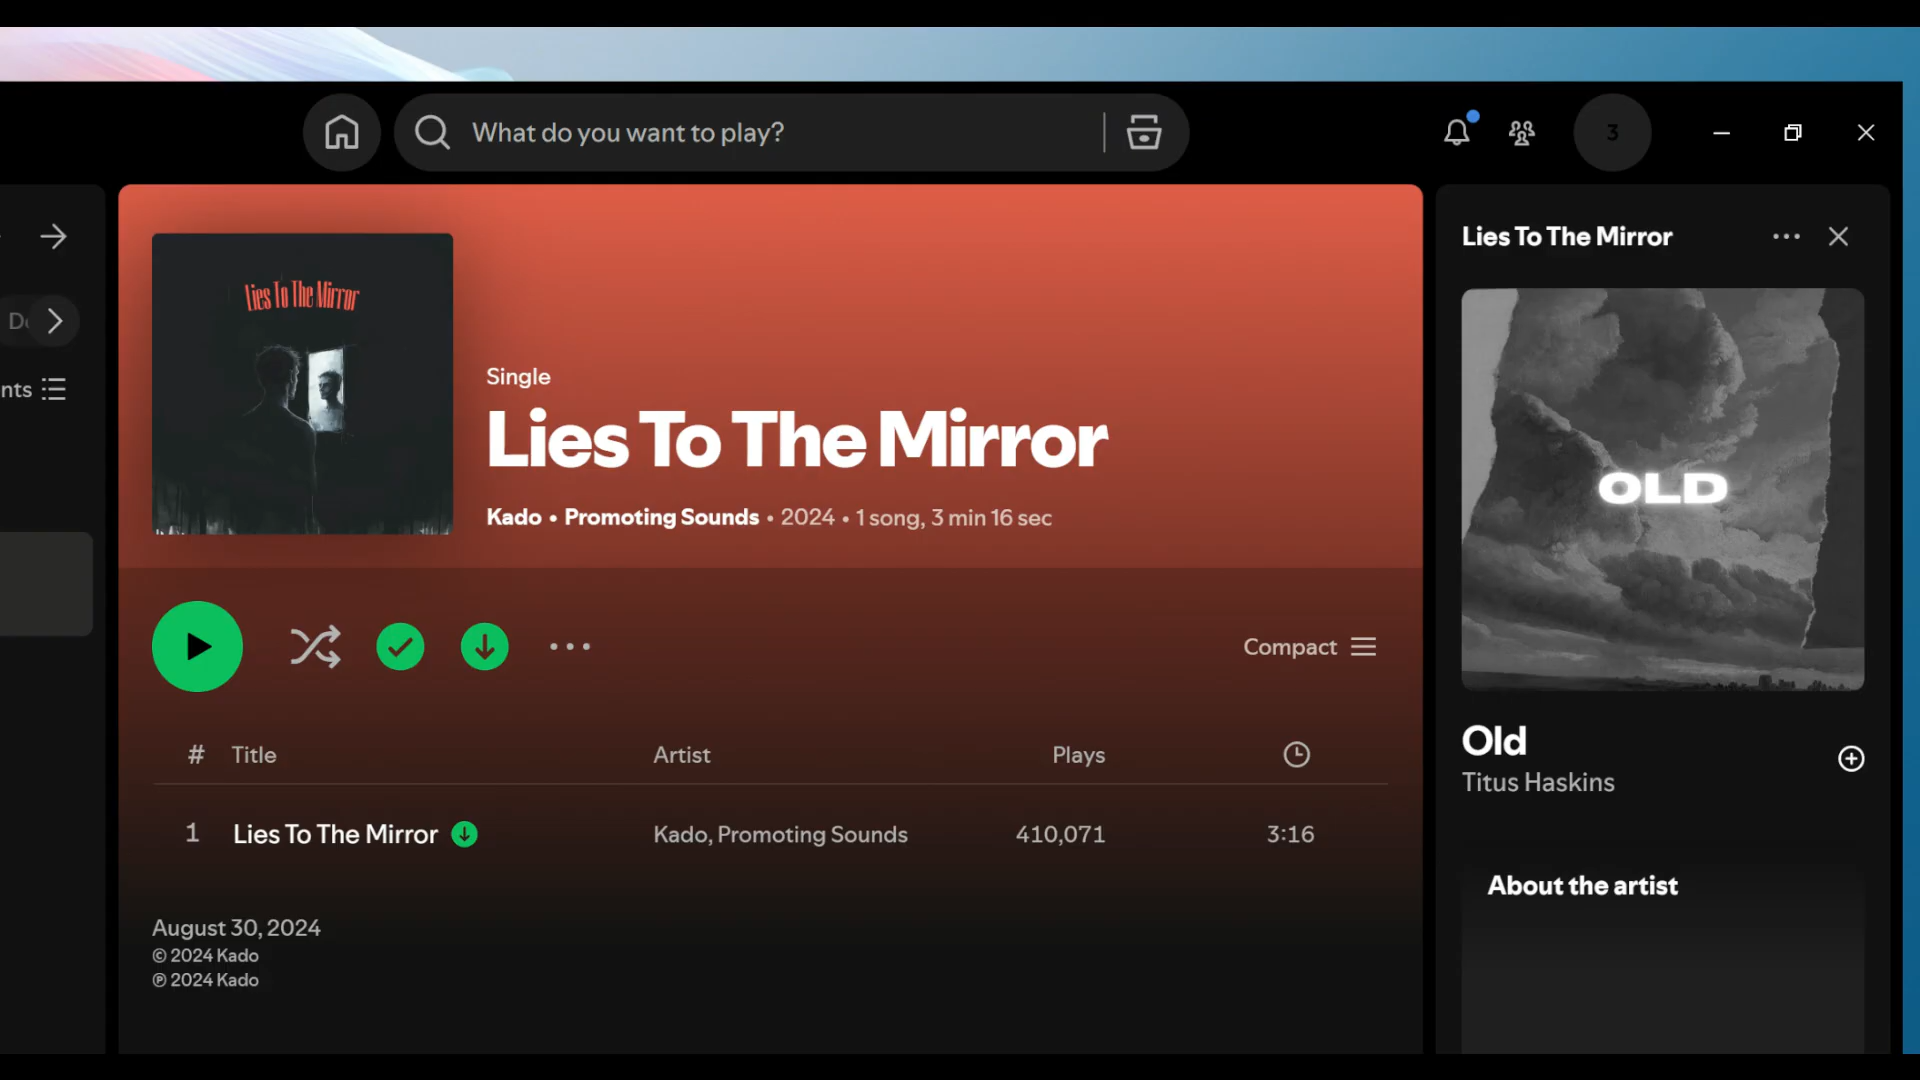 What do you want to play?
3
nts
Lies To The Mirror
Single
Lies To The Mirror
Kado • Promoting Sounds • 2024 • 1 song, 3 min 16 sec
Compact
# Title Artist Plays
1 Lies To The Mirror Kado, Promoting Sounds 410,071 3:16
August 30, 2024
© 2024 Kado
℗ 2024 Kado
Lies To The Mirror
OLD
Old
Titus Haskins
About the artist